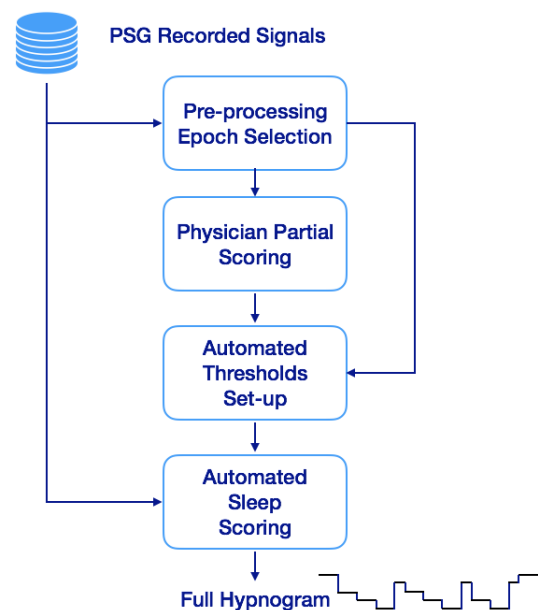 PSG Recorded Signals
Pre-processing
Epoch Selection
Physician Partial
Scoring
Automated
Thresholds
Set-up
Automated
Sleep
Scoring
Full Hypnogram